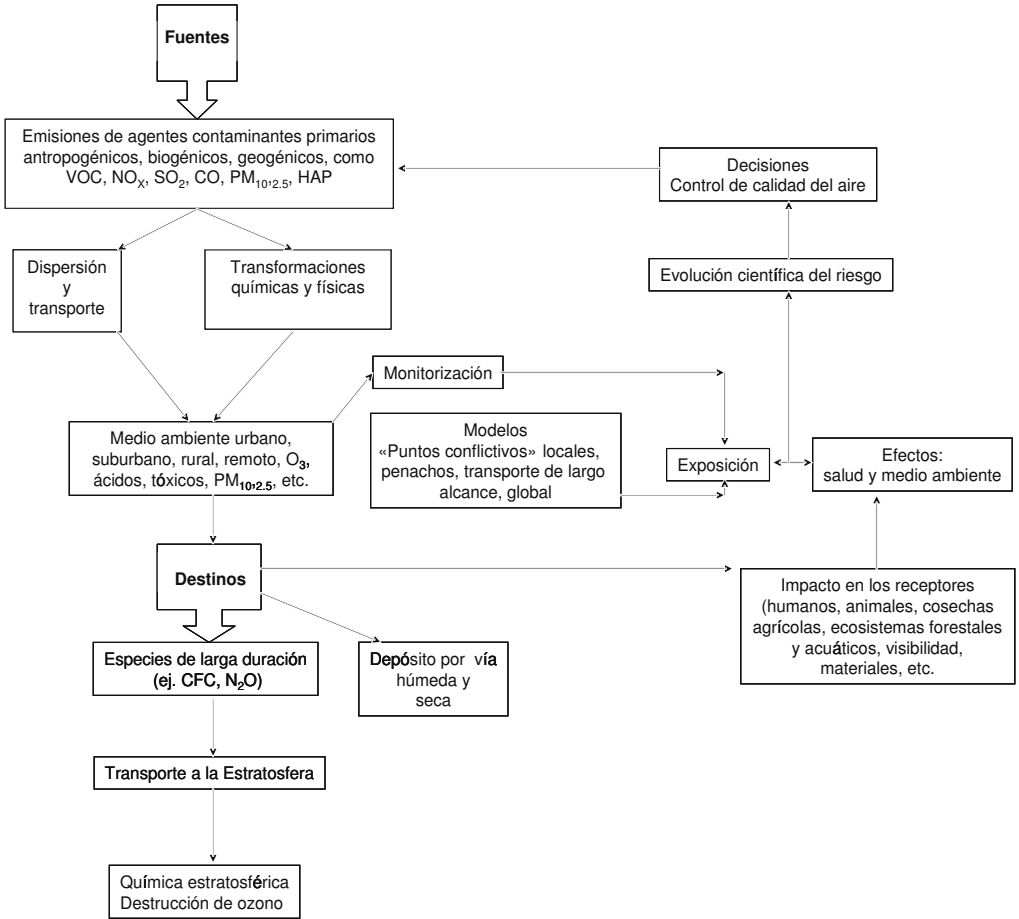 Fuentes
Emisiones de agentes contaminantes primarios
antropogénicos, biogénicos, geogénicos, como
VOC, NOX, SO2, CO, PM10,2.5, HAP
Decisiones
Control de calidad del aire
Dispersión
y
transporte
Transformaciones
químicas y físicas
Evolución científica del riesgo
Monitorización
Medio ambiente urbano,
suburbano, rural, remoto, O3,
ácidos, tóxicos, PM10,2.5, etc.
Modelos
«Puntos conflictivos» locales,
penachos, transporte de largo
alcance, global
Exposición
Efectos:
salud y medio ambiente
Destinos
Impacto en los receptores
(humanos, animales, cosechas
agrícolas, ecosistemas forestales
y acuáticos, visibilidad,
materiales, etc.
Especies de larga duración
(ej. CFC, N2O)
Depósito por vía
húmeda y
seca
Transporte a la Estratosfera
Química estratosférica
Destrucción de ozono